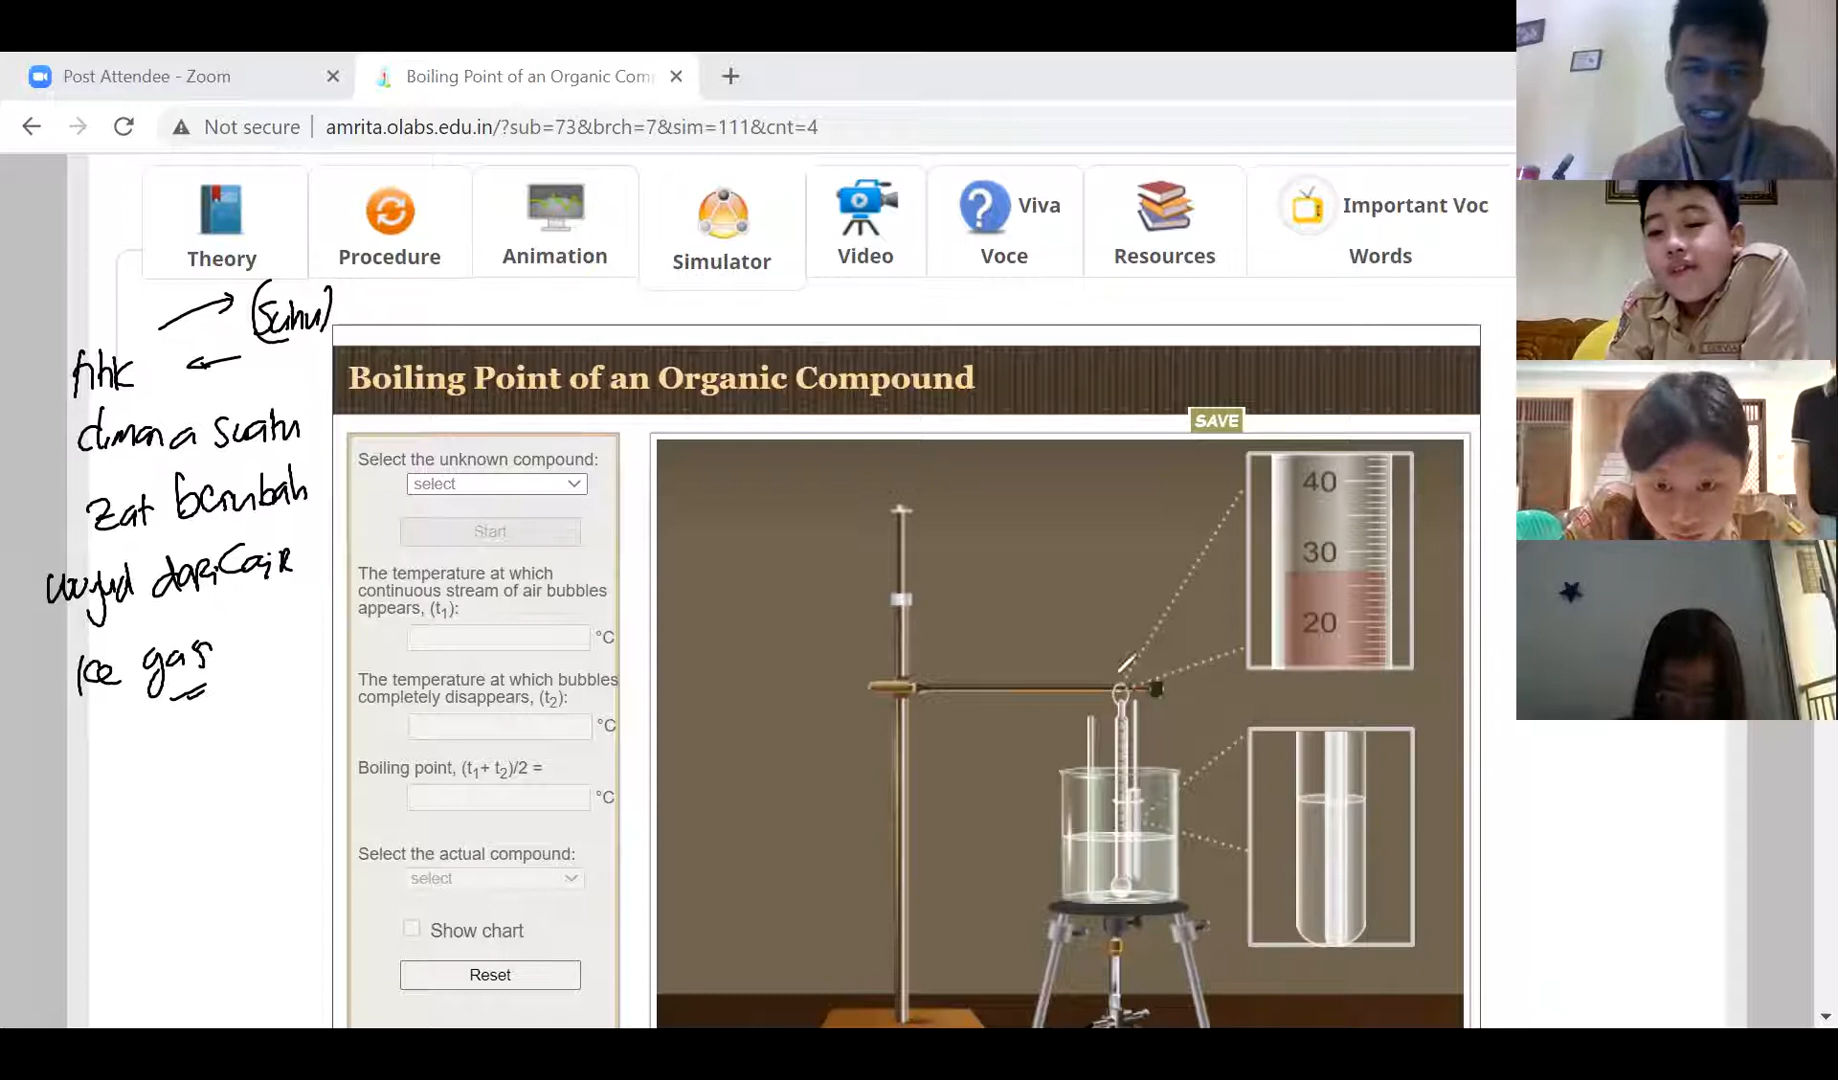 Post Attendee - Zoom
Boiling Point of an Organic Com
Not secure
amrita.olabs.edu.in/?sub=73&brch=7&sim=111&cnt=4
Theory
Procedure
Animation
Simulator
Video
Viva
Voce
Resources
Important Voc
Words
(Suhu)
titik
dimana suatu
zat berubah
wujud dari cair
ke gas
Boiling Point of an Organic Compound
SAVE
Select the unknown compound:
select
Start
The temperature at which
continuous stream of air bubbles
appears, (t1):
°C
The temperature at which bubbles
completely disappears, (t2):
°C
Boiling point, (t1+ t2)/2 =
°C
Select the actual compound:
select
Show chart
Reset
40
30
20